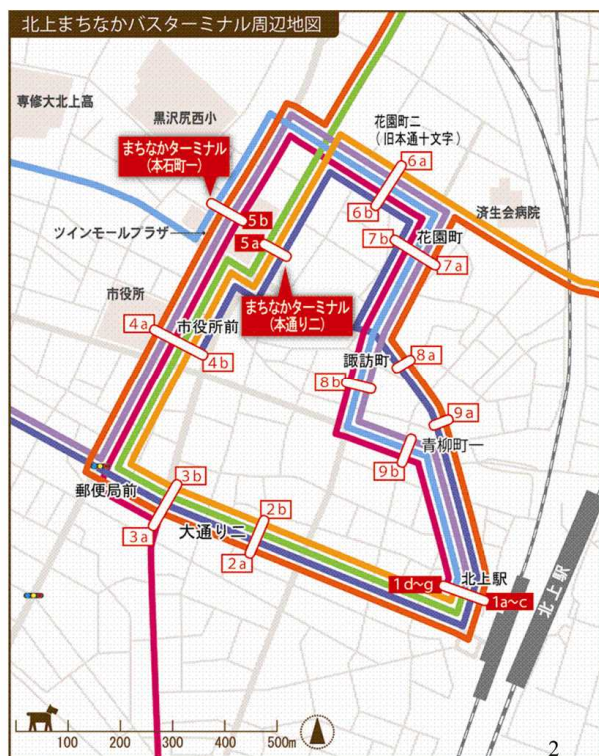 北上まちなかバスターミナル周辺地図
専修大北上高
黒沢尻西小
花園町二
(旧本通十文字)
まちなかターミナル
(本石町一)
6a
6b
済生会病院
5b
ツインモールプラザ
5a
7b
花園町
7a
市役所
まちなかターミナル
(本通り二)
4a
市役所前
4b
諏訪町
8a
8b
9a
青柳町一
9b
郵便局前
3b
3a
大通り二
2b
2a
北上駅
1d~g
1a~c
北上駅
100 200 300 400 500m
2